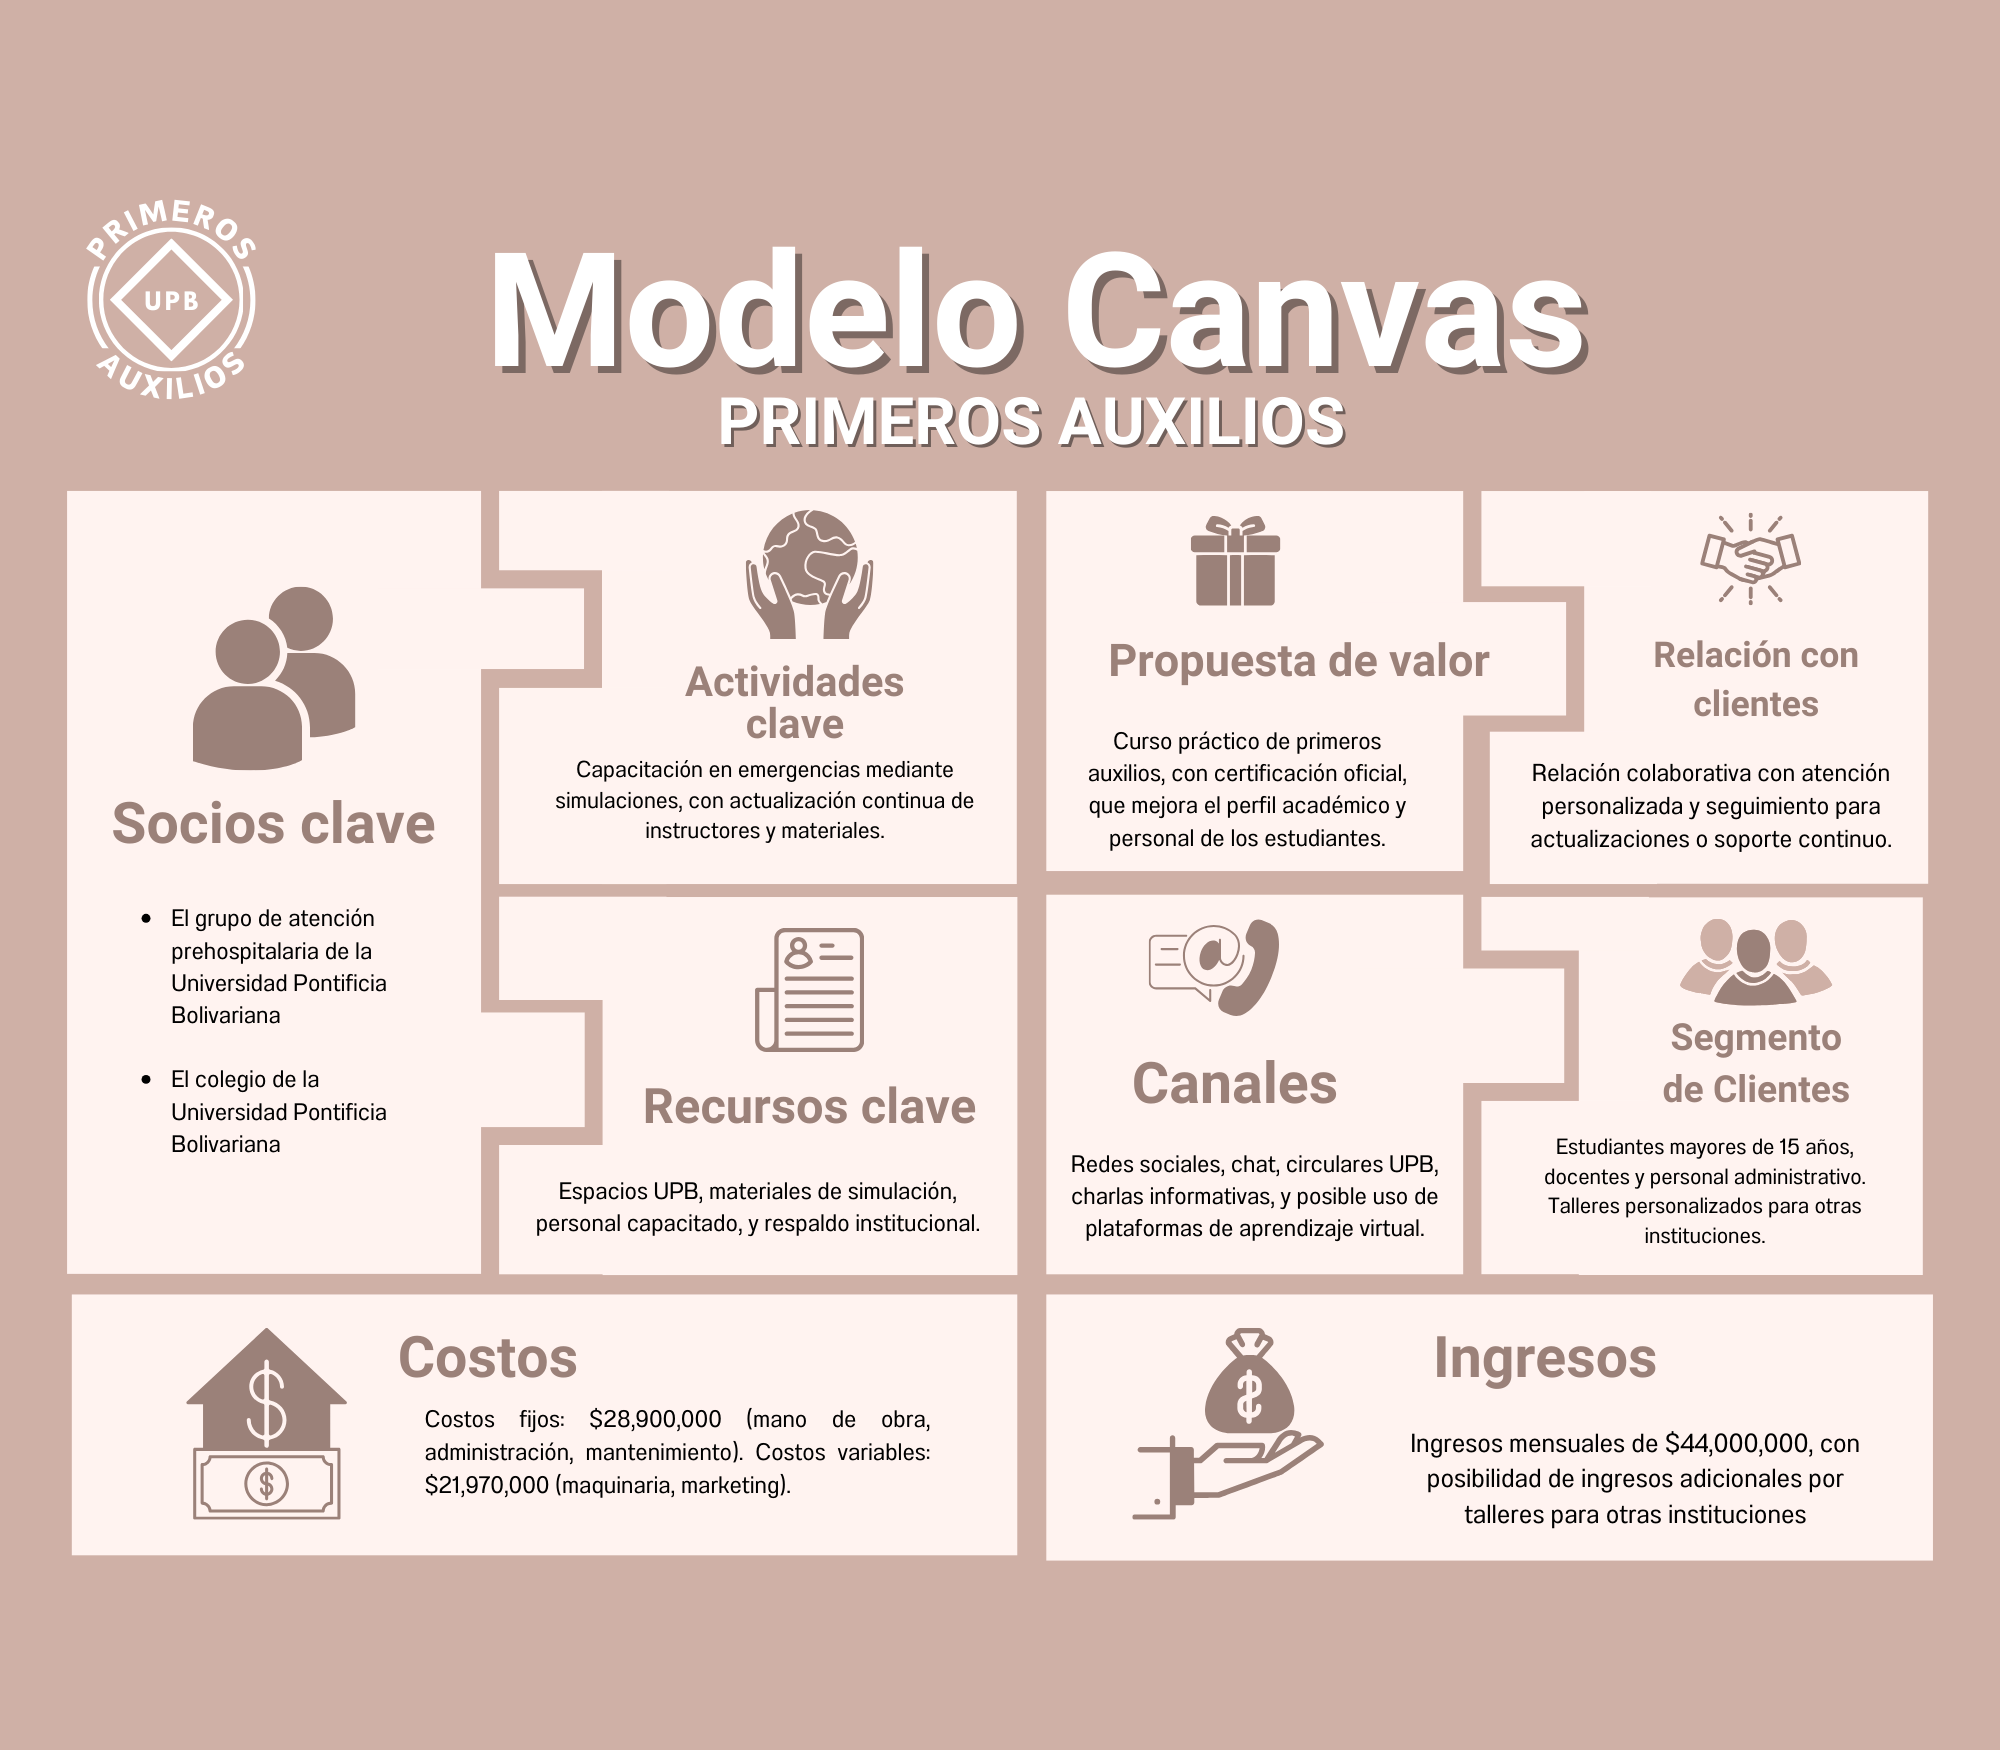 PRIMEROS
UPB
AUXILIOS
Modelo Canvas
PRIMEROS AUXILIOS
Socios clave
• El grupo de atención
prehospitalaria de la
Universidad Pontificia
Bolivariana
• El colegio de la
Universidad Pontificia
Bolivariana
Actividades
clave
Capacitación en emergencias mediante
simulaciones, con actualización continua de
instructores y materiales.
Recursos clave
Espacios UPB, materiales de simulación,
personal capacitado, y respaldo institucional.
Propuesta de valor
Curso práctico de primeros
auxilios, con certificación oficial,
que mejora el perfil académico y
personal de los estudiantes.
Relación con
clientes
Relación colaborativa con atención
personalizada y seguimiento para
actualizaciones o soporte continuo.
Canales
Redes sociales, chat, circulares UPB,
charlas informativas, y posible uso de
plataformas de aprendizaje virtual.
Segmento
de Clientes
Estudiantes mayores de 15 años,
docentes y personal administrativo.
Talleres personalizados para otras
instituciones.
Costos
Costos fijos: $28,900,000 (mano de obra,
administración, mantenimiento). Costos variables:
$21,970,000 (maquinaria, marketing).
Ingresos
Ingresos mensuales de $44,000,000, con
posibilidad de ingresos adicionales por
talleres para otras instituciones